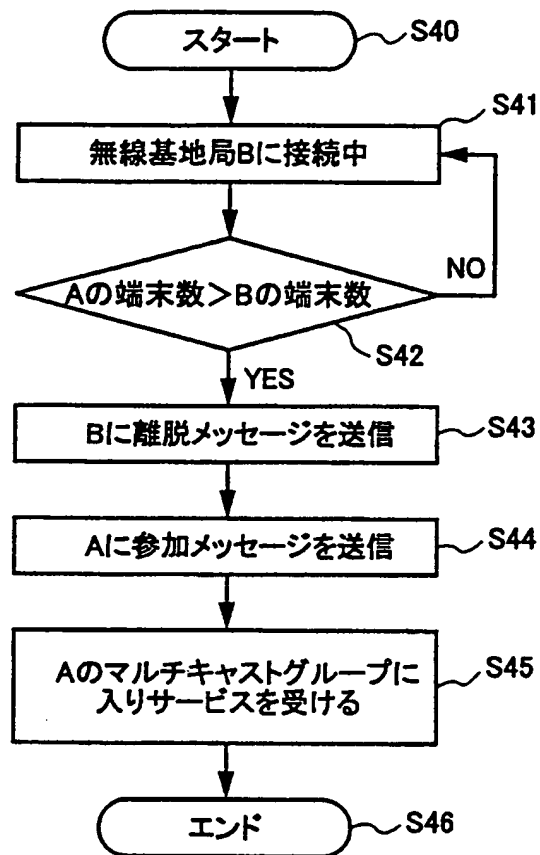 スタート
S40
S41
無線基地局Bに接続中
NO
Aの端末数>Bの端末数
S42
YES
Bに離脱メッセージを送信
S43
Aに参加メッセージを送信
S44
Aのマルチキャストグループに
入りサービスを受ける
S45
エンド
S46